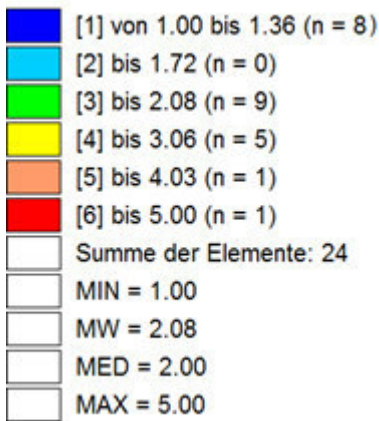 [1] von 1.00 bis 1.36 (n = 8)
[2] bis 1.72 (n = 0)
[3] bis 2.08 (n = 9)
[4] bis 3.06 (n = 5)
[5] bis 4.03 (n = 1)
[6] bis 5.00 (n = 1)
Summe der Elemente: 24
MIN = 1.00
MW = 2.08
MED = 2.00
MAX = 5.00